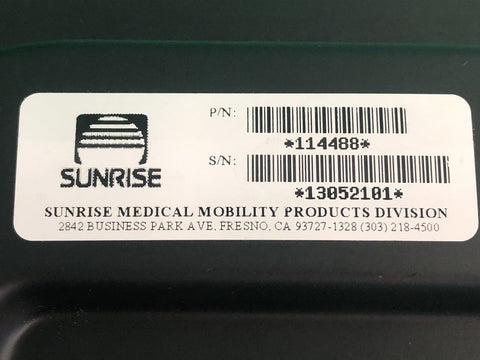 P/N:
*114488*
SUNRISE
S/N:
*13052101*
SUNRISE MEDICAL MOBILITY PRODUCTS DIVISION
2842 BUSINESS PARK AVE. FRESNO, CA 93727-1328 (303) 218-4500